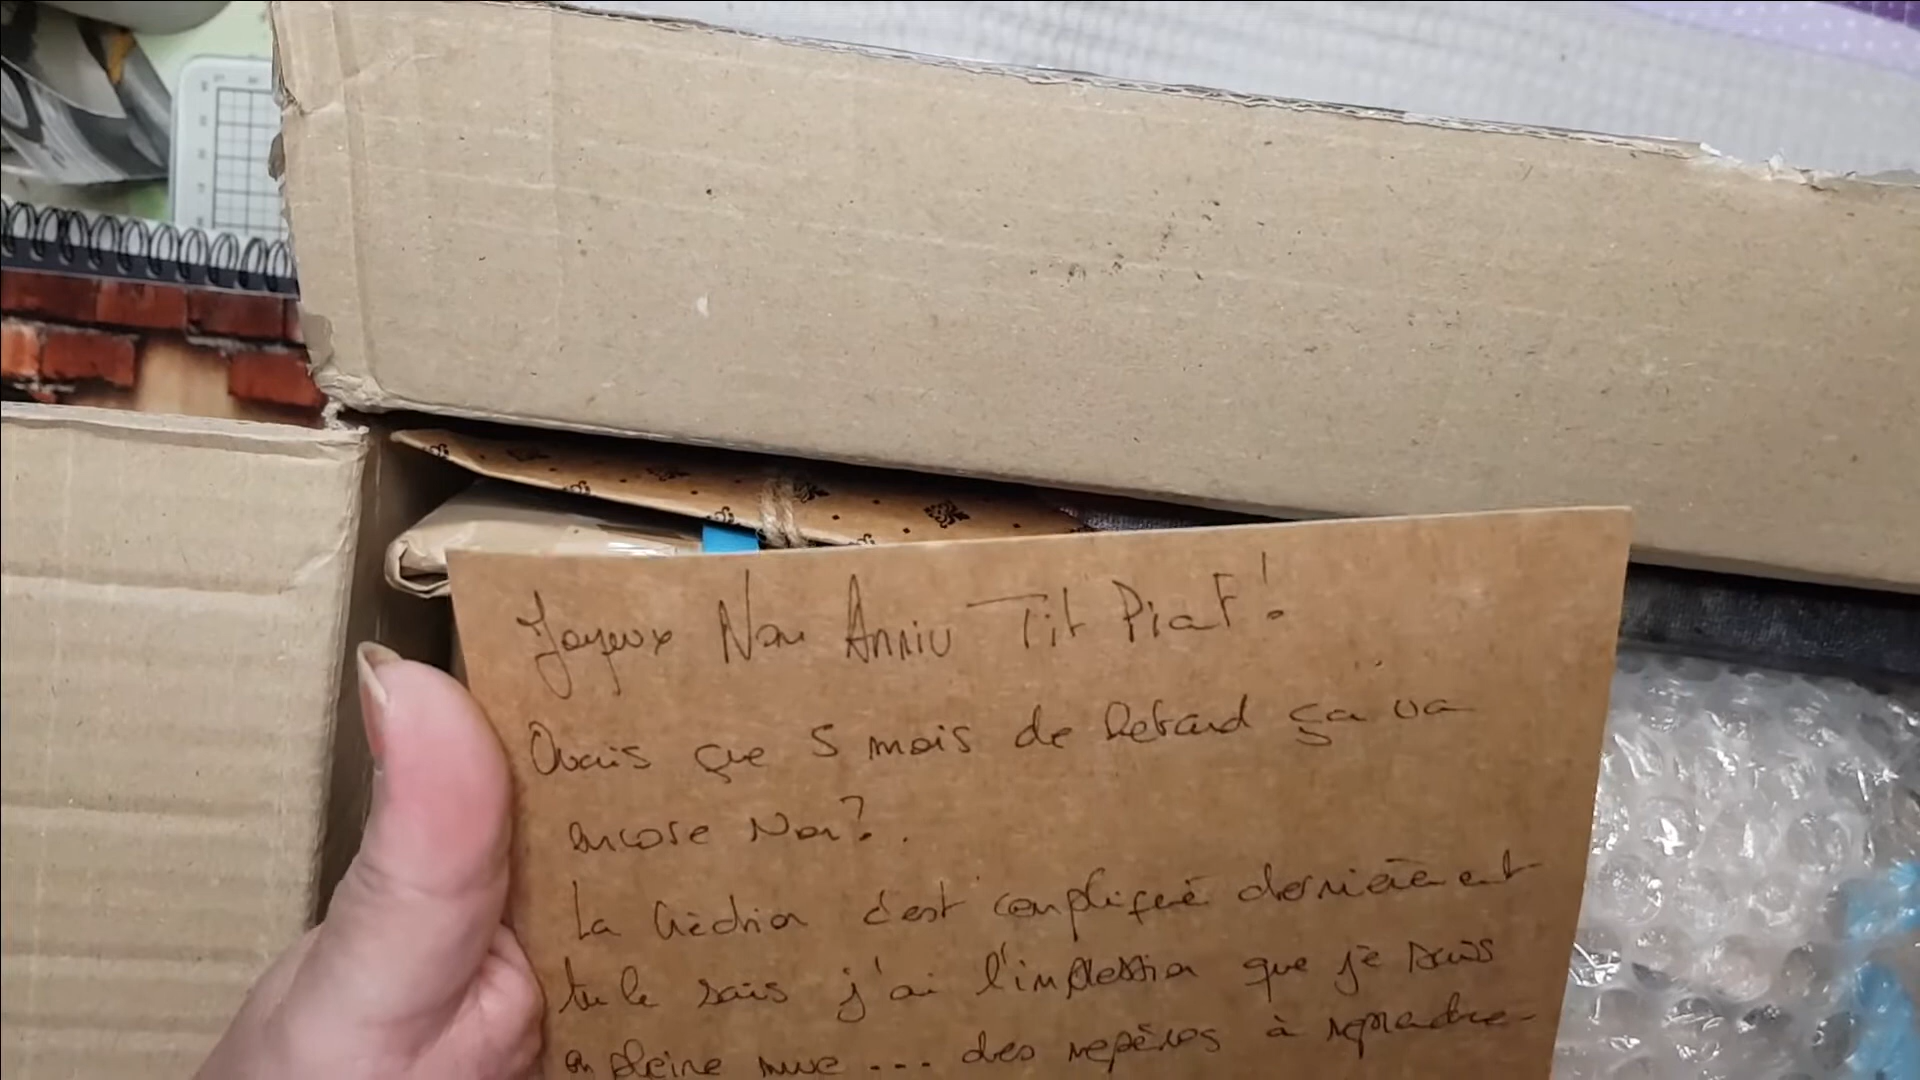 Joyeux Non Anniv Tit Piaf !
Ouais que 5 mois de Retard ça va
encore Non ? .
La Création c'est compliqué dernièrement
tu le sais j'ai l'impression que je suis
en pleine mue ... des repères à reprendre